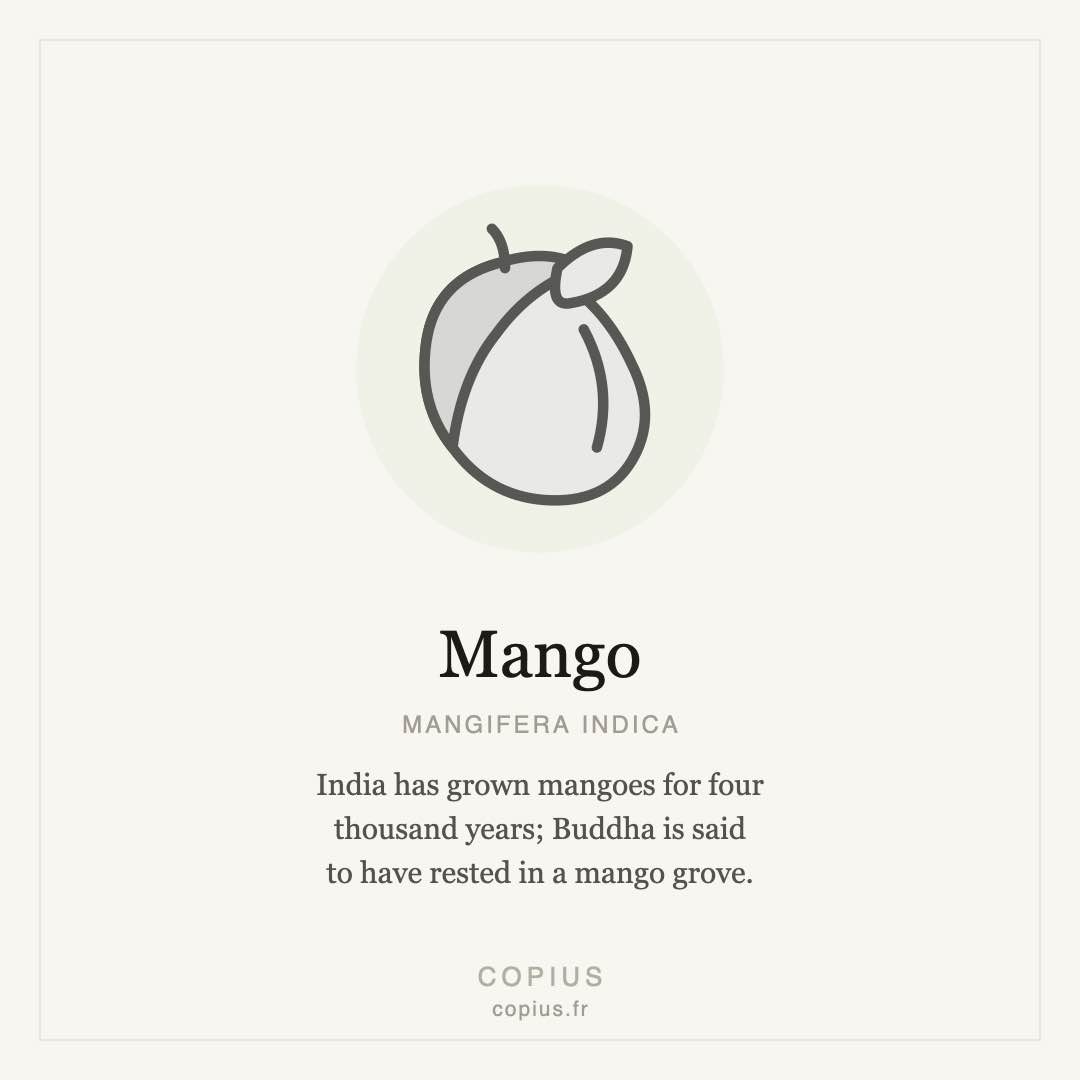 Mango
MANGIFERA INDICA
India has grown mangoes for four
thousand years; Buddha is said
to have rested in a mango grove.
COPIUS
copius.fr